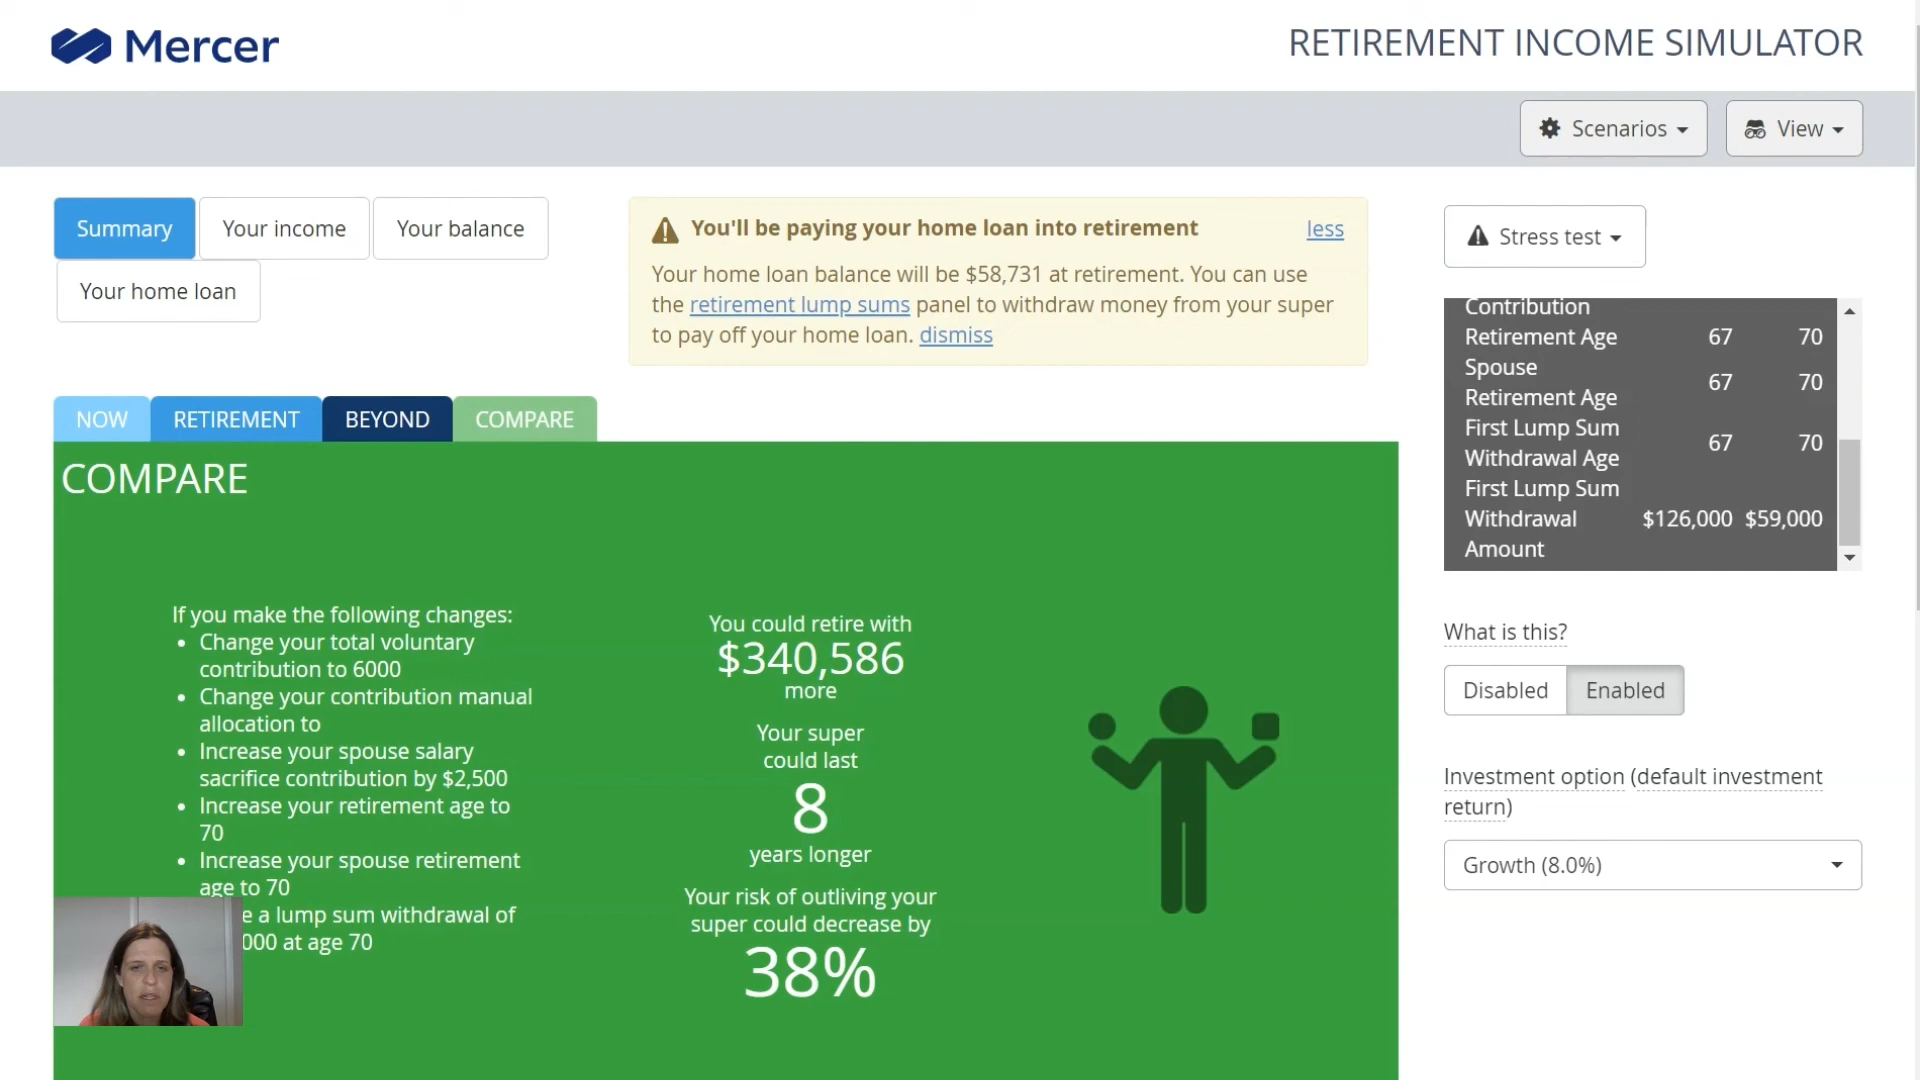 Mercer
RETIREMENT INCOME SIMULATOR
Scenarios
View
Summary
Your income
Your balance
Your home loan
You'll be paying your home loan into retirement
less
Your home loan balance will be $58,731 at retirement. You can use
the retirement lump sums panel to withdraw money from your super
to pay off your home loan. dismiss
Stress test
Contribution
Retirement Age 67 70
Spouse
Retirement Age 67 70
First Lump Sum
Withdrawal Age 67 70
First Lump Sum
Withdrawal $126,000 $59,000
Amount
NOW
RETIREMENT
BEYOND
COMPARE
COMPARE
If you make the following changes:
• Change your total voluntary
contribution to 6000
• Change your contribution manual
allocation to
• Increase your spouse salary
sacrifice contribution by $2,500
• Increase your retirement age to
70
• Increase your spouse retirement
age to 70
e a lump sum withdrawal of
000 at age 70
You could retire with
$340,586
more
Your super
could last
8
years longer
Your risk of outliving your
super could decrease by
38%
What is this?
Disabled
Enabled
Investment option (default investment
return)
Growth (8.0%)